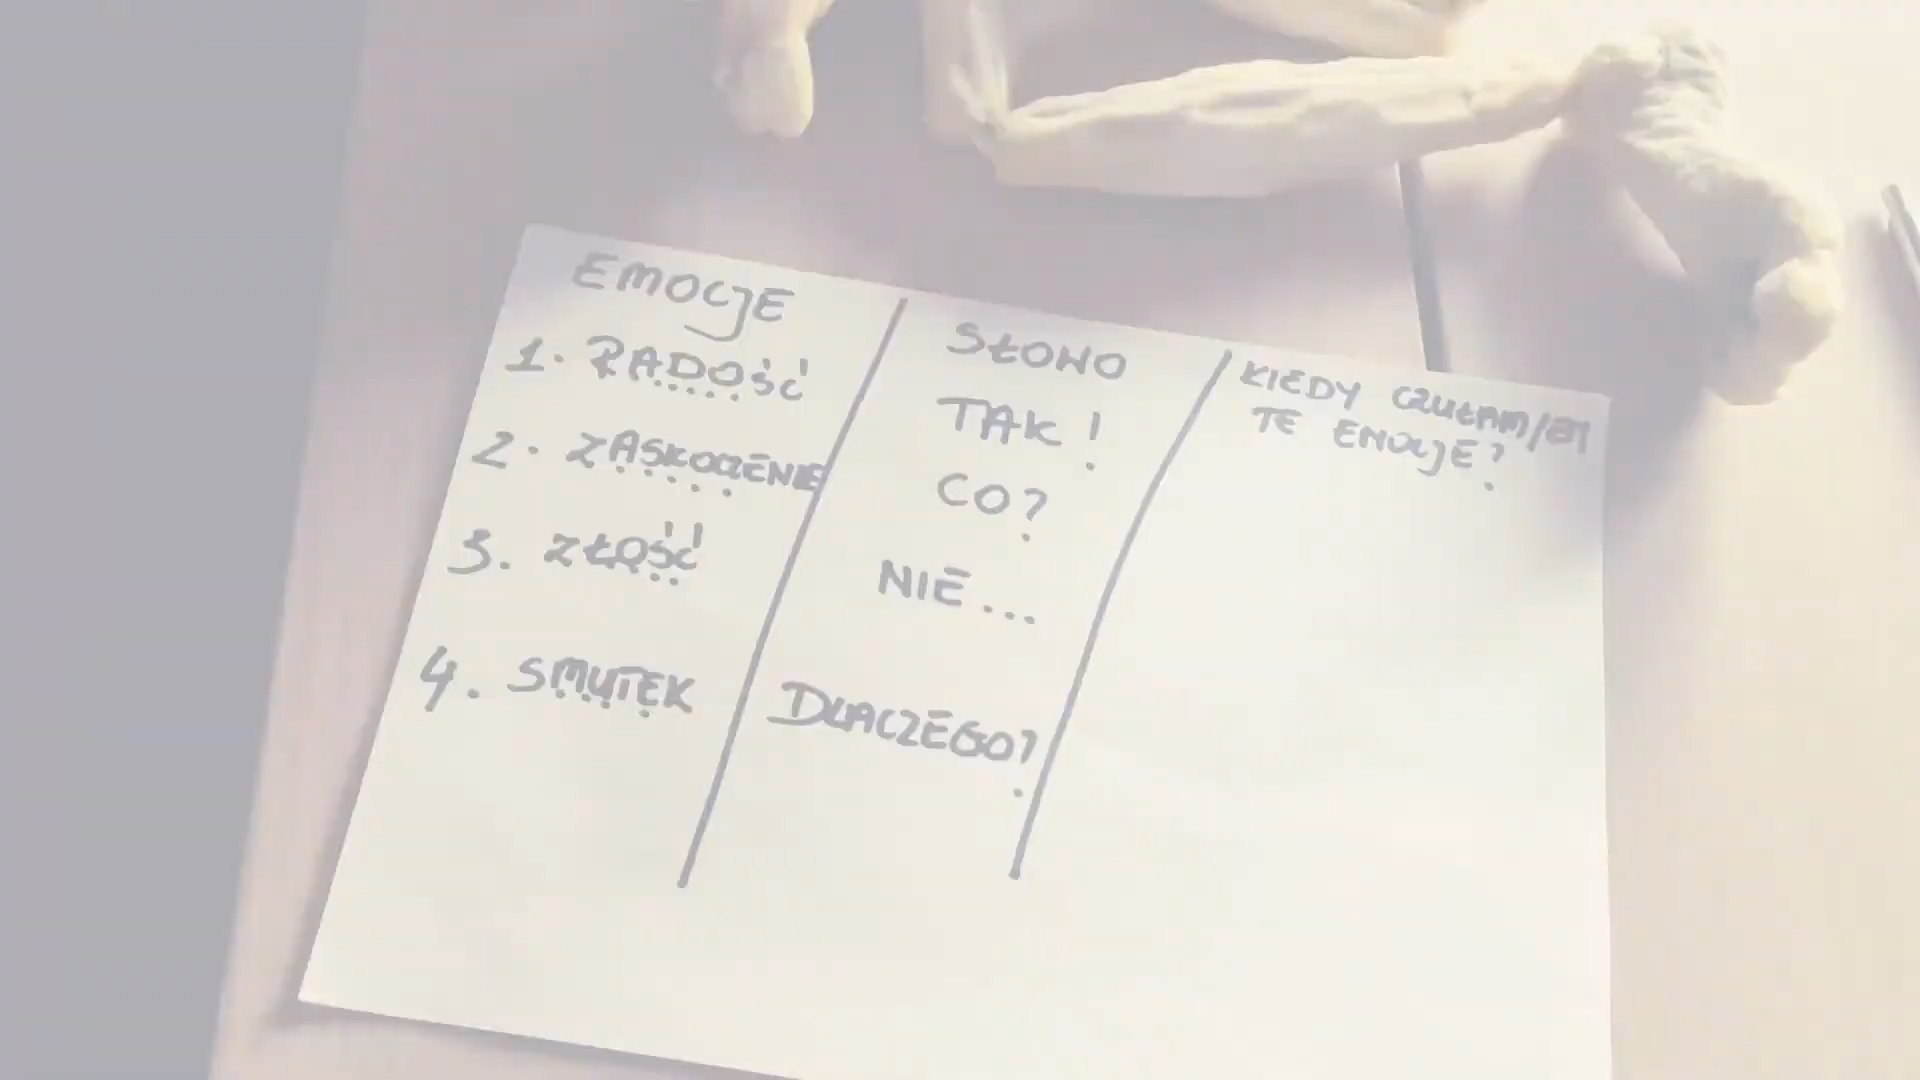 EMOCJE
1. RADOŚĆ
2. ZASKOCZENIE
3. ZŁOŚĆ
4. SMUTEK
SŁOWO
TAK!
CO?
NIE...
DLACZEGO?
KIEDY CZUŁAM/EM
TE EMOCJE?